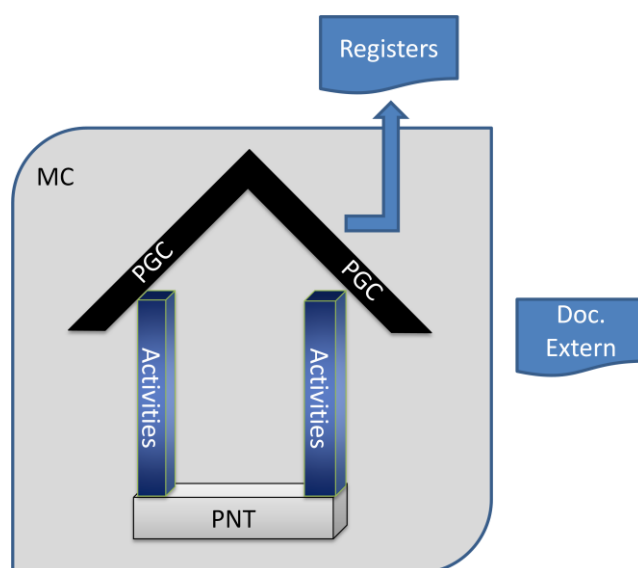 Registers
MC
PGC
PGC
Doc.
Extern
Activities
Activities
PNT